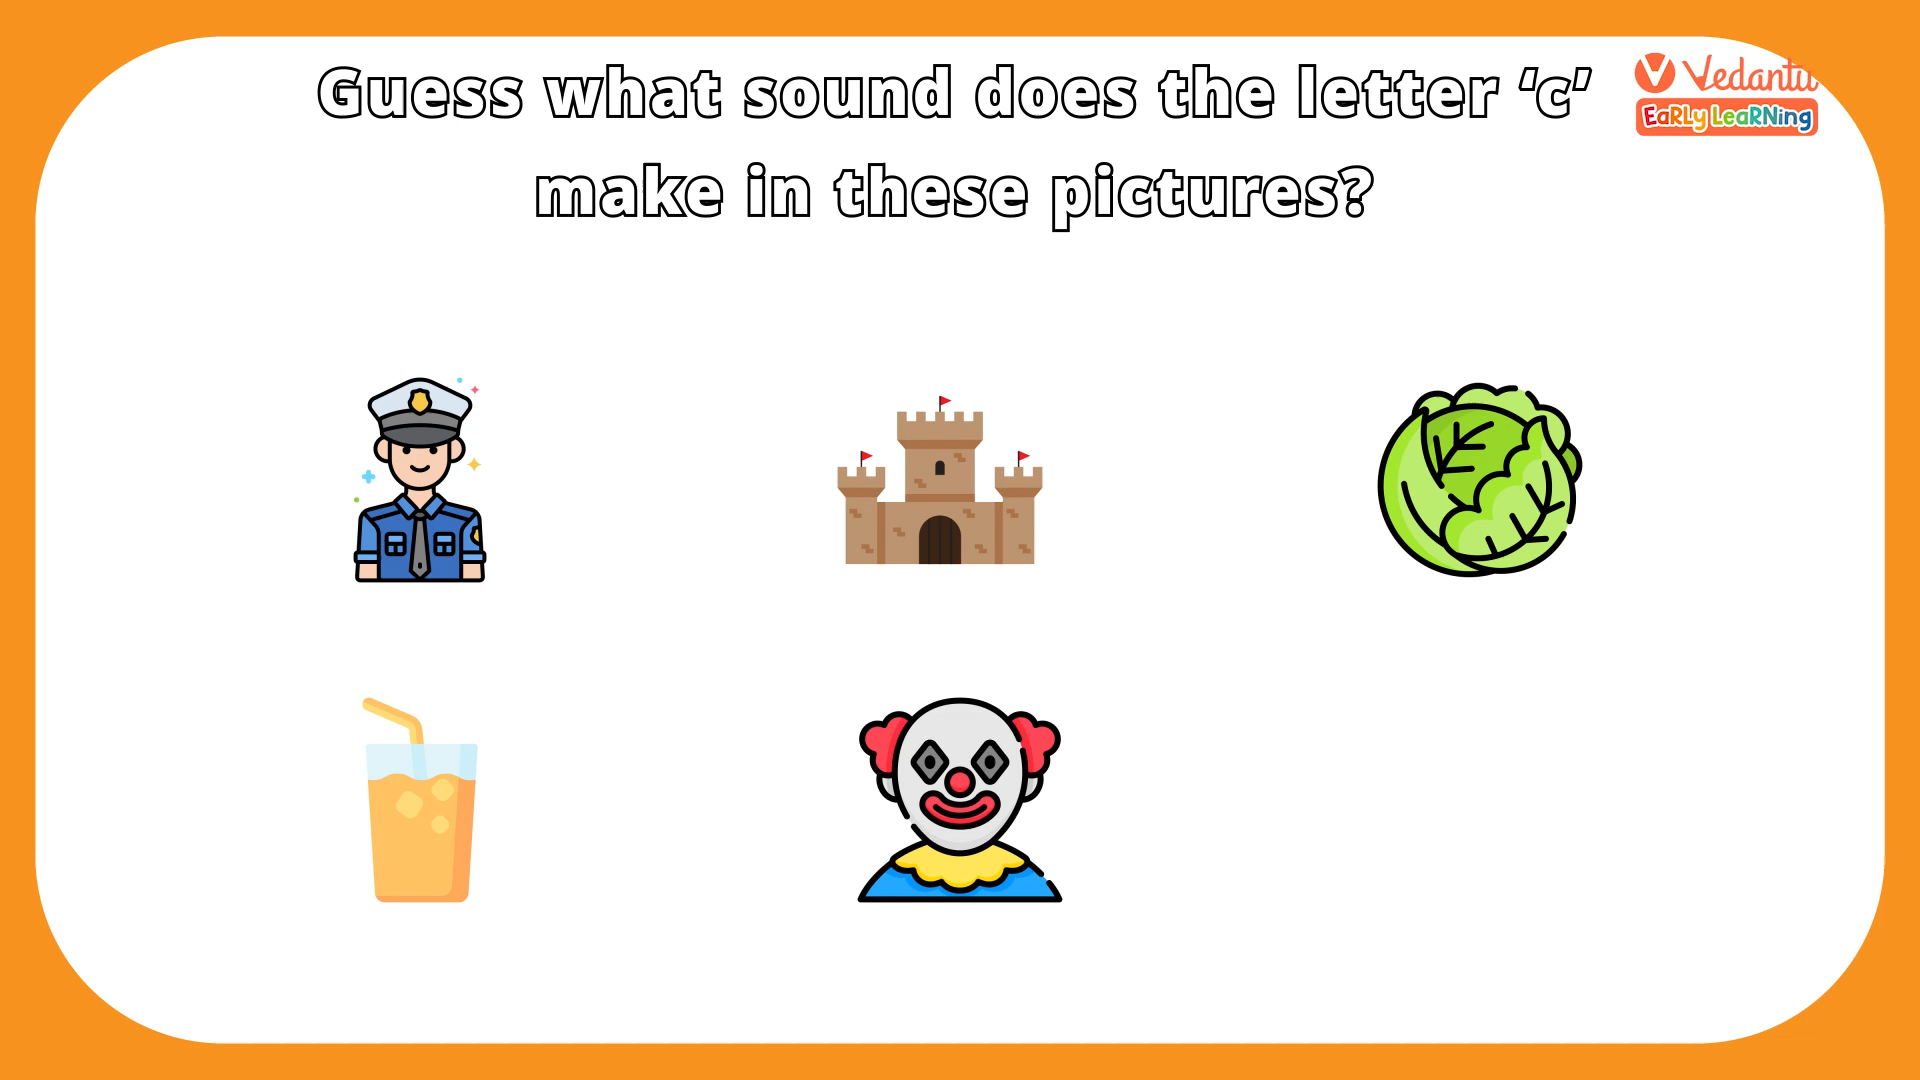 Guess what sound does the letter ‘c’
make in these pictures?
Vedantu
EaRLy LeaRNing